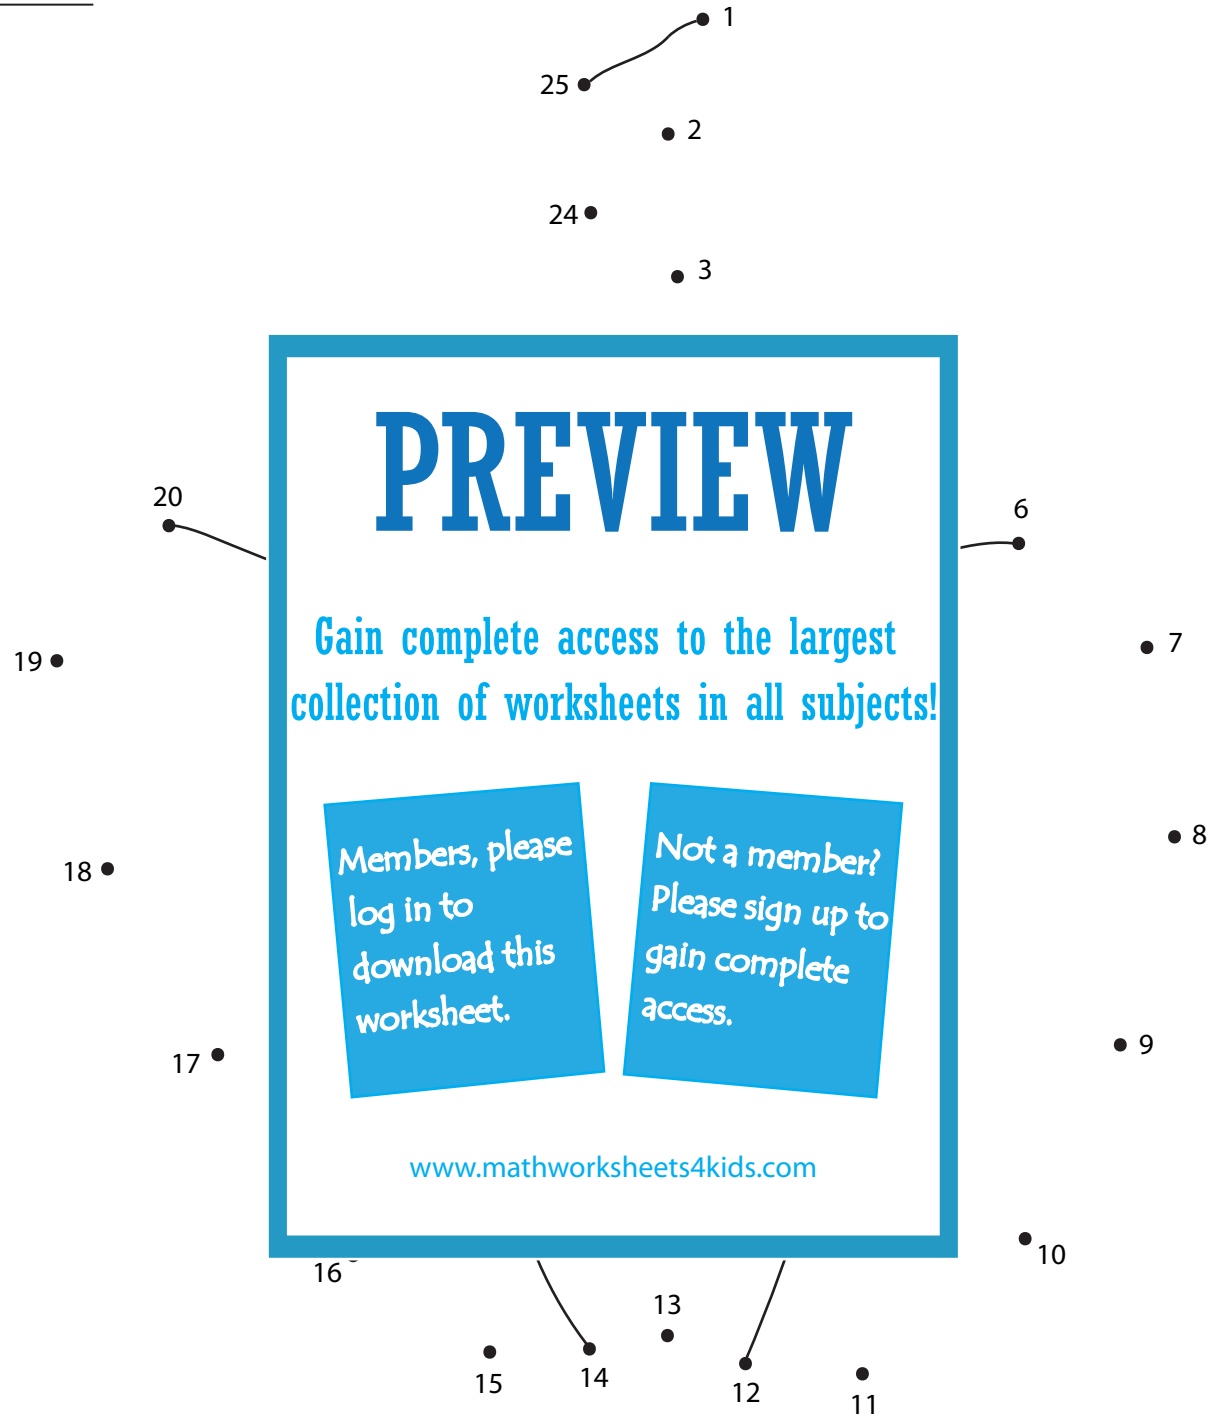 1
25
2
24
3
PREVIEW
20
6
Gain complete access to the largest
collection of worksheets in all subjects!
19
7
Members, please
log in to
download this
worksheet.
Not a member?
Please sign up to
gain complete
access.
8
18
17
9
www.mathworksheets4kids.com
10
16
13
15
14
12
11